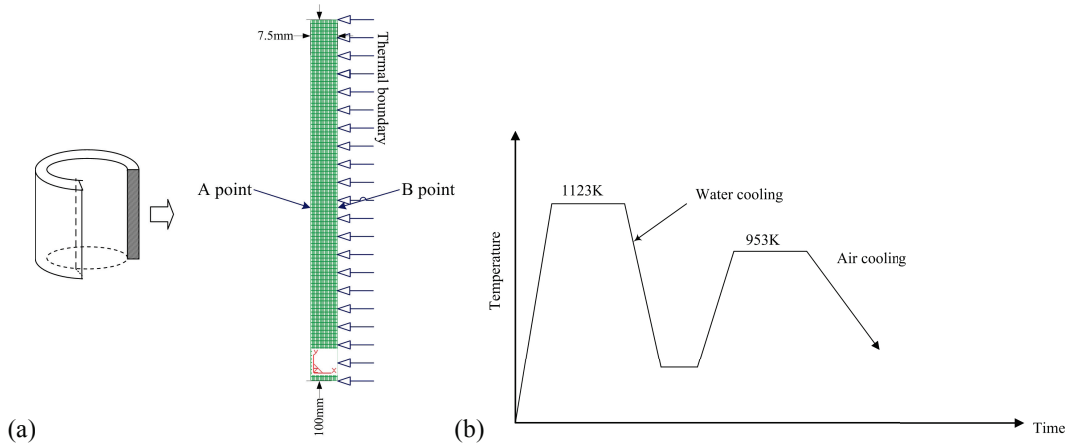 7.5mm
Thermal boundary
A point
B point
100mm
(a)
1123K
Water cooling
953K
Air cooling
Temperature
Time
(b)